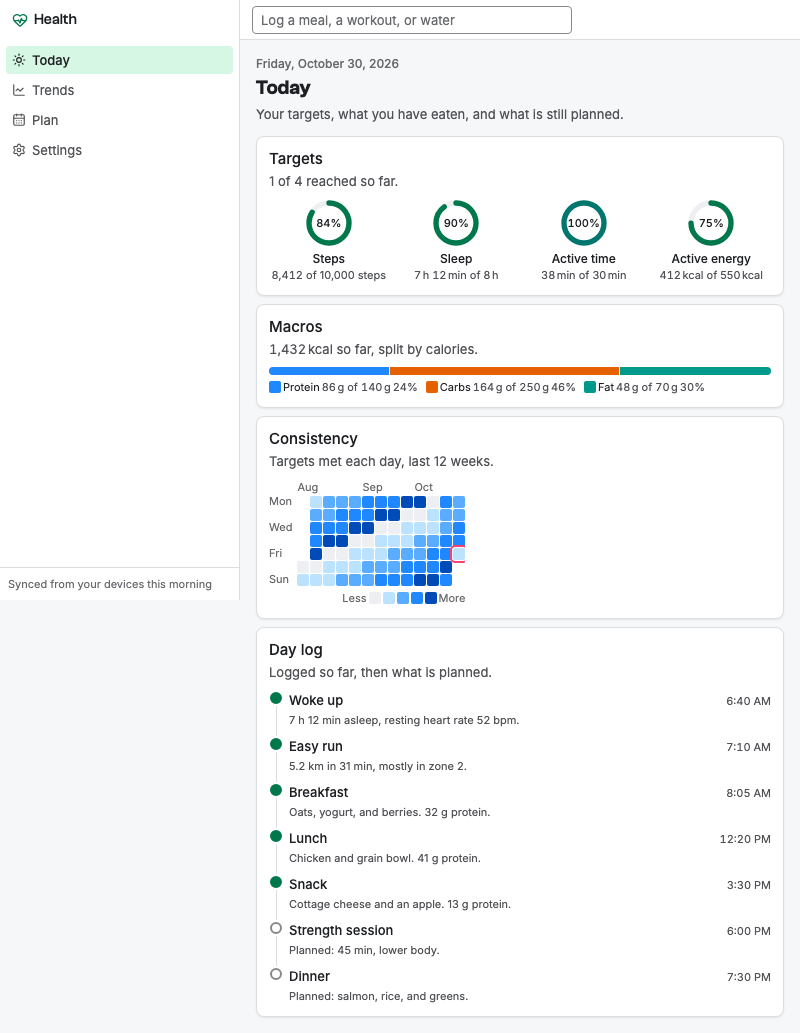 Health
Today
Trends
Plan
Settings
Synced from your devices this morning
Log a meal, a workout, or water
Friday, October 30, 2026
Today
Your targets, what you have eaten, and what is still planned.
Targets
1 of 4 reached so far.
84%
Steps
8,412 of 10,000 steps
90%
Sleep
7 h 12 min of 8 h
100%
Active time
38 min of 30 min
75%
Active energy
412 kcal of 550 kcal
Macros
1,432 kcal so far, split by calories.
Protein 86 g of 140 g 24% Carbs 164 g of 250 g 46% Fat 48 g of 70 g 30%
Consistency
Targets met each day, last 12 weeks.
Aug Sep Oct
Mon
Wed
Fri
Sun
Less More
Day log
Logged so far, then what is planned.
Woke up 6:40 AM
7 h 12 min asleep, resting heart rate 52 bpm.
Easy run 7:10 AM
5.2 km in 31 min, mostly in zone 2.
Breakfast 8:05 AM
Oats, yogurt, and berries. 32 g protein.
Lunch 12:20 PM
Chicken and grain bowl. 41 g protein.
Snack 3:30 PM
Cottage cheese and an apple. 13 g protein.
Strength session 6:00 PM
Planned: 45 min, lower body.
Dinner 7:30 PM
Planned: salmon, rice, and greens.